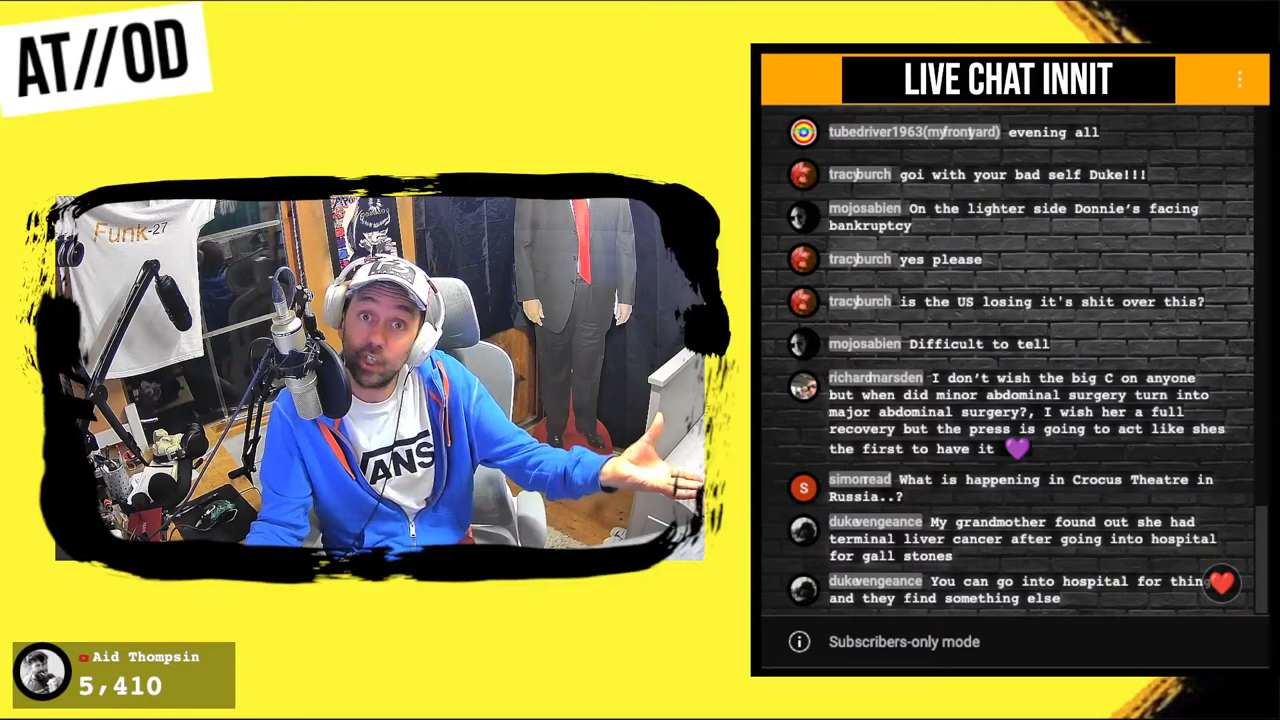 AT//OD
LIVE CHAT INNIT
tubedriver1963(myfrontyard) evening all
tracyburch goi with your bad self Duke!!!
mojosabien On the lighter side Donnie's facing
bankruptcy
tracyburch yes please
tracyburch is the US losing it's shit over this?
mojosabien Difficult to tell
richardmarsden I don't wish the big C on anyone
but when did minor abdominal surgery turn into
major abdominal surgery?, I wish her a full
recovery but the press is going to act like shes
the first to have it
S
simonread What is happening in Crocus Theatre in
Russia..?
dukevengeance My grandmother found out she had
terminal liver cancer after going into hospital
for gall stones
dukevengeance You can go into hospital for thing
and they find something else
Subscribers-only mode
Funk-27
VANS
Aid Thompsin
5,410